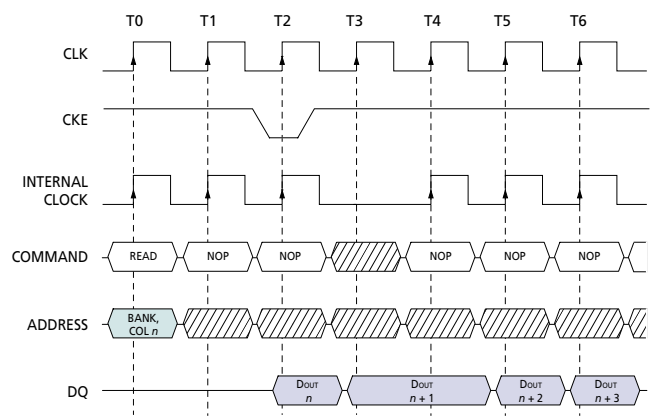 T0 T1 T2 T3 T4 T5 T6
CLK
CKE
INTERNAL
CLOCK
COMMAND READ NOP NOP NOP NOP NOP
ADDRESS BANK,
COL n
DQ DOUT DOUT DOUT DOUT
n n + 1 n + 2 n + 3